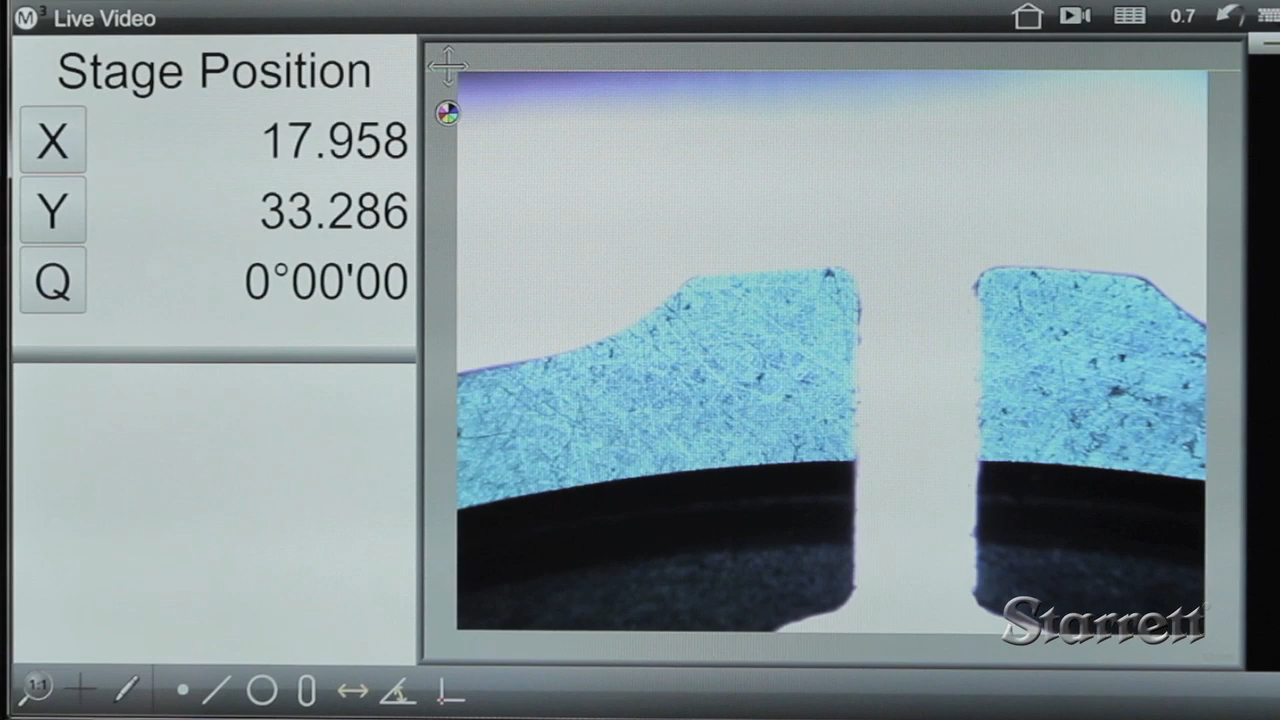 M3 Live Video
0.7
Stage Position
X 17.958
Y 33.286
Q 0°00'00
Starrett
1:1